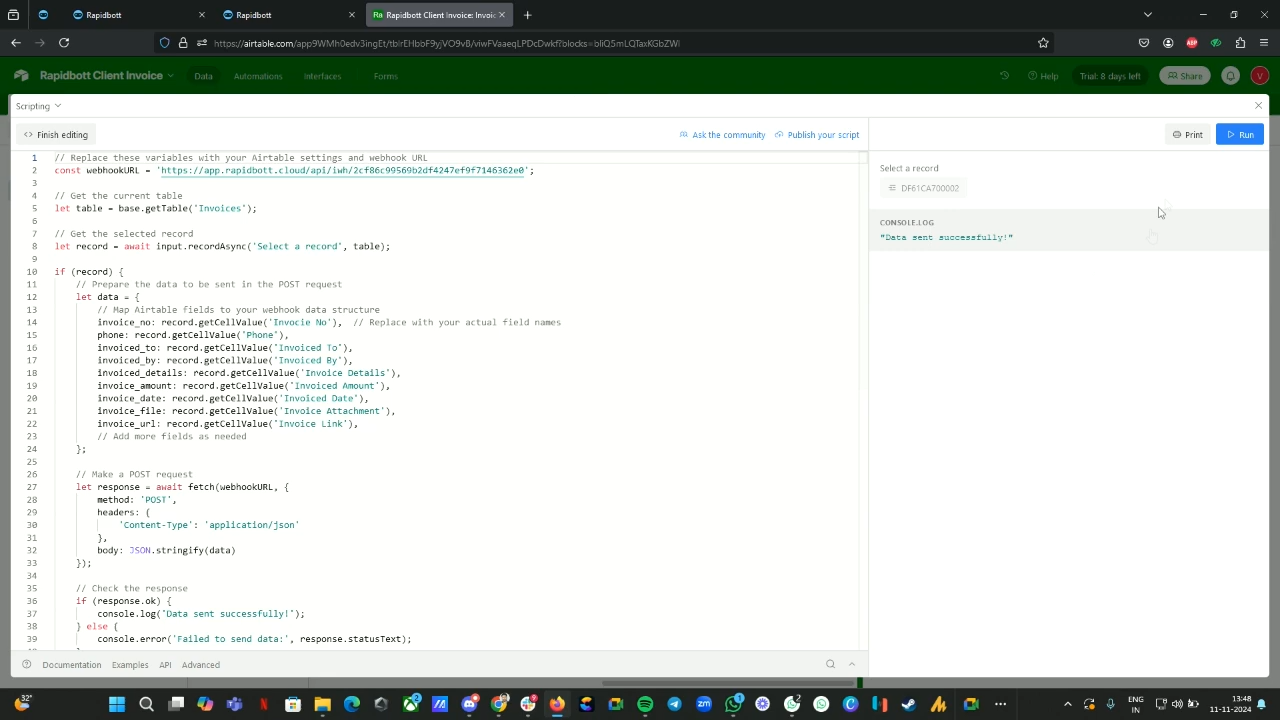 Rapidbott
Rapidbott
Rapidbott Client Invoice: Invoic
https://airtable.com/app9WMh0edv3ingEt/tblrEHbbF9yjVO9vB/viwFVaaeqLPDcDwkf?blocks=bliQ5mLQTaxKGbZWl
Rapidbott Client Invoice
Data
Automations
Interfaces
Forms
Help
Trial: 8 days left
Share
V
Scripting
Finish editing
Ask the community
Publish your script
Print
Run
1 // Replace these variables with your Airtable settings and webhook URL
2 const webhookURL = 'https://app.rapidbott.cloud/api/iwh/2cf86c99569b2df4247ef9f7146362e0';
3
4 // Get the current table
5 let table = base.getTable('Invoices');
6
7 // Get the selected record
8 let record = await input.recordAsync('Select a record', table);
9
10 if (record) {
11 // Prepare the data to be sent in the POST request
12 let data = {
13 // Map Airtable fields to your webhook data structure
14 invoice_no: record.getCellValue('Invocie No'), // Replace with your actual field names
15 phone: record.getCellValue('Phone'),
16 invoiced_to: record.getCellValue('Invoiced To'),
17 invoiced_by: record.getCellValue('Invoiced By'),
18 invoiced_details: record.getCellValue('Invoice Details'),
19 invoice_amount: record.getCellValue('Invoiced Amount'),
20 invoice_date: record.getCellValue('Invoiced Date'),
21 invoice_file: record.getCellValue('Invoice Attachment'),
22 invoice_url: record.getCellValue('Invoice Link'),
23 // Add more fields as needed
24 };
25
26 // Make a POST request
27 let response = await fetch(webhookURL, {
28 method: 'POST',
29 headers: {
30 'Content-Type': 'application/json'
31 },
32 body: JSON.stringify(data)
33 });
34
35 // Check the response
36 if (response.ok) {
37 console.log('Data sent successfully!');
38 } else {
39 console.error('Failed to send data:', response.statusText);
Select a record
DF61CA700002
CONSOLE.LOG
"Data sent successfully!"
Documentation
Examples
API
Advanced
32°
ENG
IN
13:48
11-11-2024